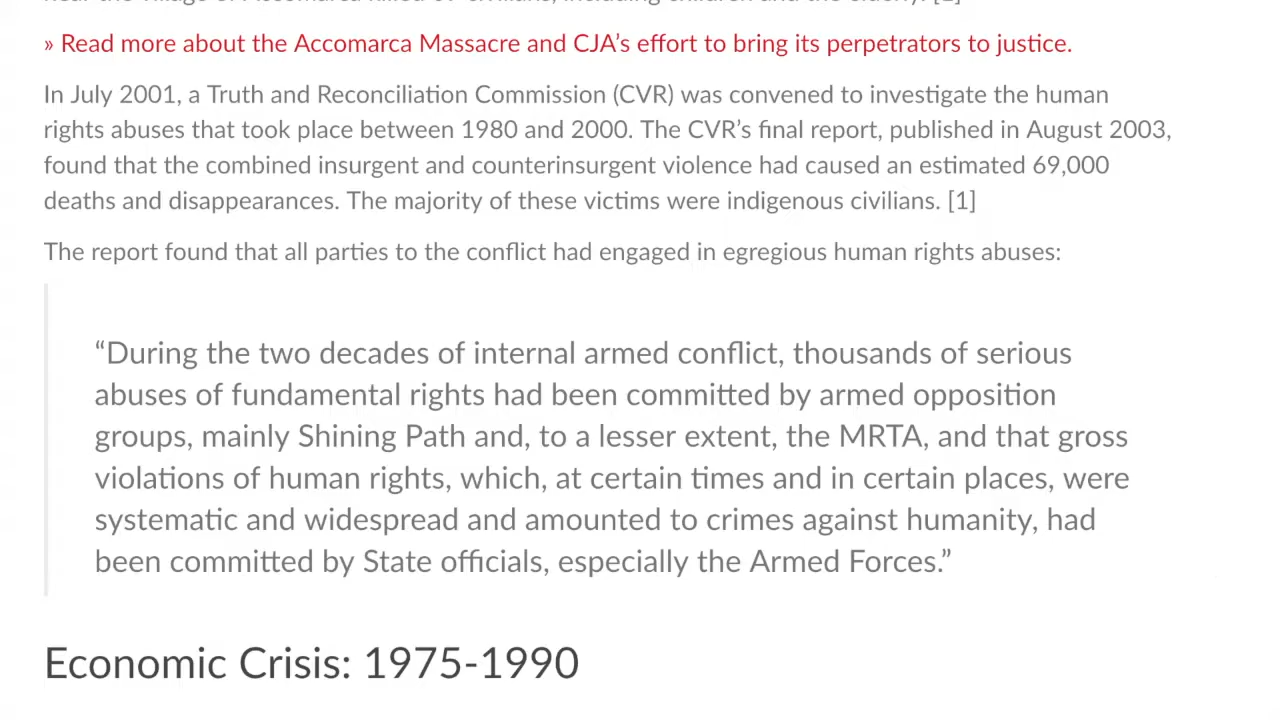 » Read more about the Accomarca Massacre and CJA’s effort to bring its perpetrators to justice.
In July 2001, a Truth and Reconciliation Commission (CVR) was convened to investigate the human
rights abuses that took place between 1980 and 2000. The CVR’s final report, published in August 2003,
found that the combined insurgent and counterinsurgent violence had caused an estimated 69,000
deaths and disappearances. The majority of these victims were indigenous civilians. [1]
The report found that all parties to the conflict had engaged in egregious human rights abuses:
“During the two decades of internal armed conflict, thousands of serious
abuses of fundamental rights had been committed by armed opposition
groups, mainly Shining Path and, to a lesser extent, the MRTA, and that gross
violations of human rights, which, at certain times and in certain places, were
systematic and widespread and amounted to crimes against humanity, had
been committed by State officials, especially the Armed Forces.”
Economic Crisis: 1975-1990